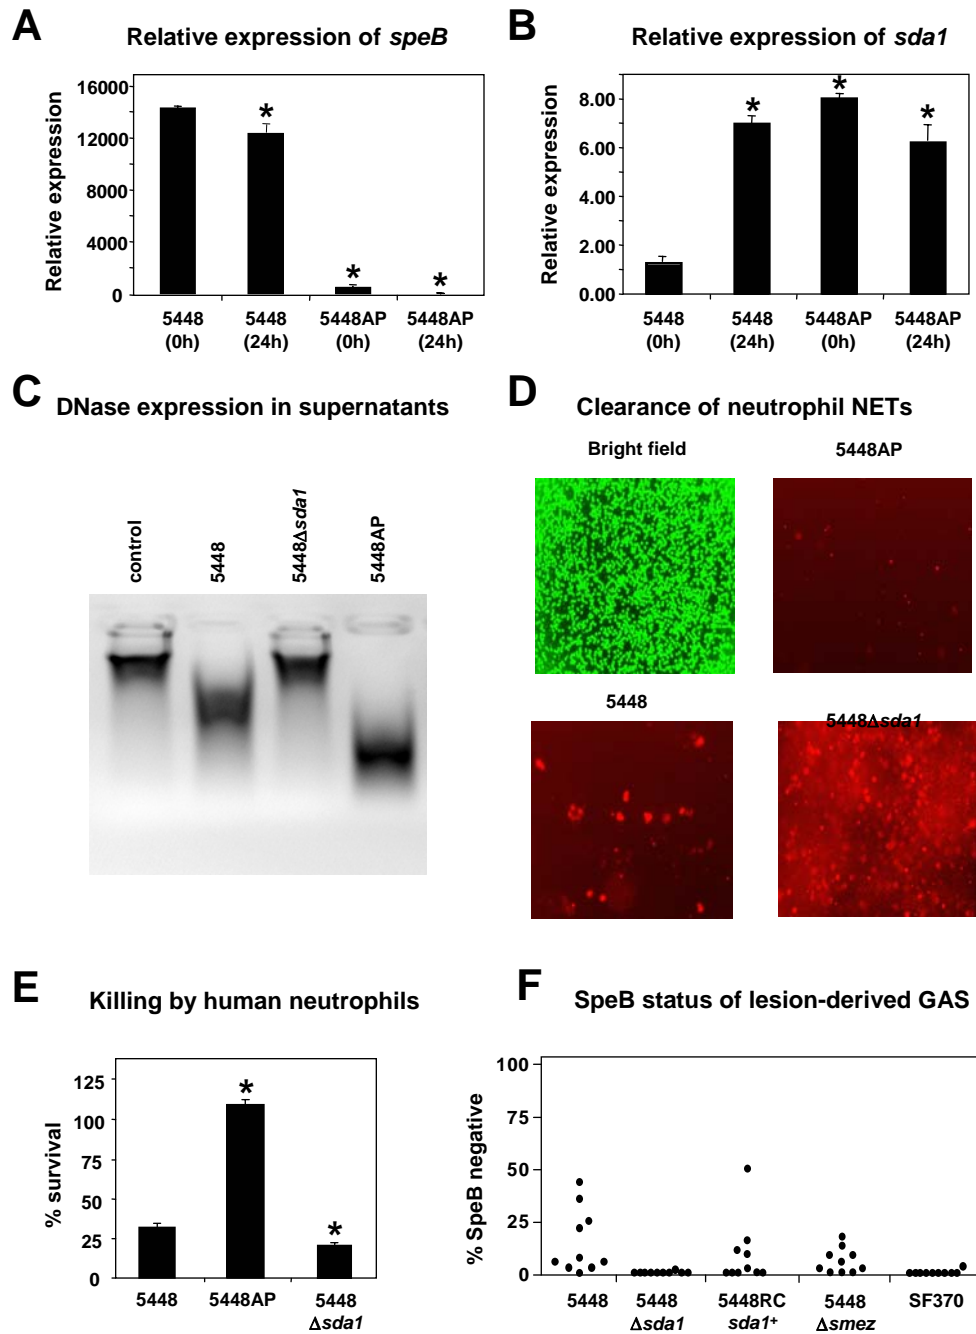 A
Relative expression of speB
Relative expression
16000
12000
8000
4000
0
*
*
*
5448 (0h)
5448 (24h)
5448AP (0h)
5448AP (24h)
B
Relative expression of sda1
Relative expression
8.00
6.00
4.00
2.00
0.00
*
*
*
5448 (0h)
5448 (24h)
5448AP (0h)
5448AP (24h)
C
DNase expression in supernatants
control
5448
5448Δsda1
5448AP
D
Clearance of neutrophil NETs
Bright field
5448AP
5448
5448Δsda1
E
Killing by human neutrophils
% survival
125
100
75
50
25
0
*
*
5448
5448AP
5448 Δsda1
F
SpeB status of lesion-derived GAS
% SpeB negative
100
50
25
0
5448
5448 Δsda1
5448RC sda1+
5448 Δsmez
SF370